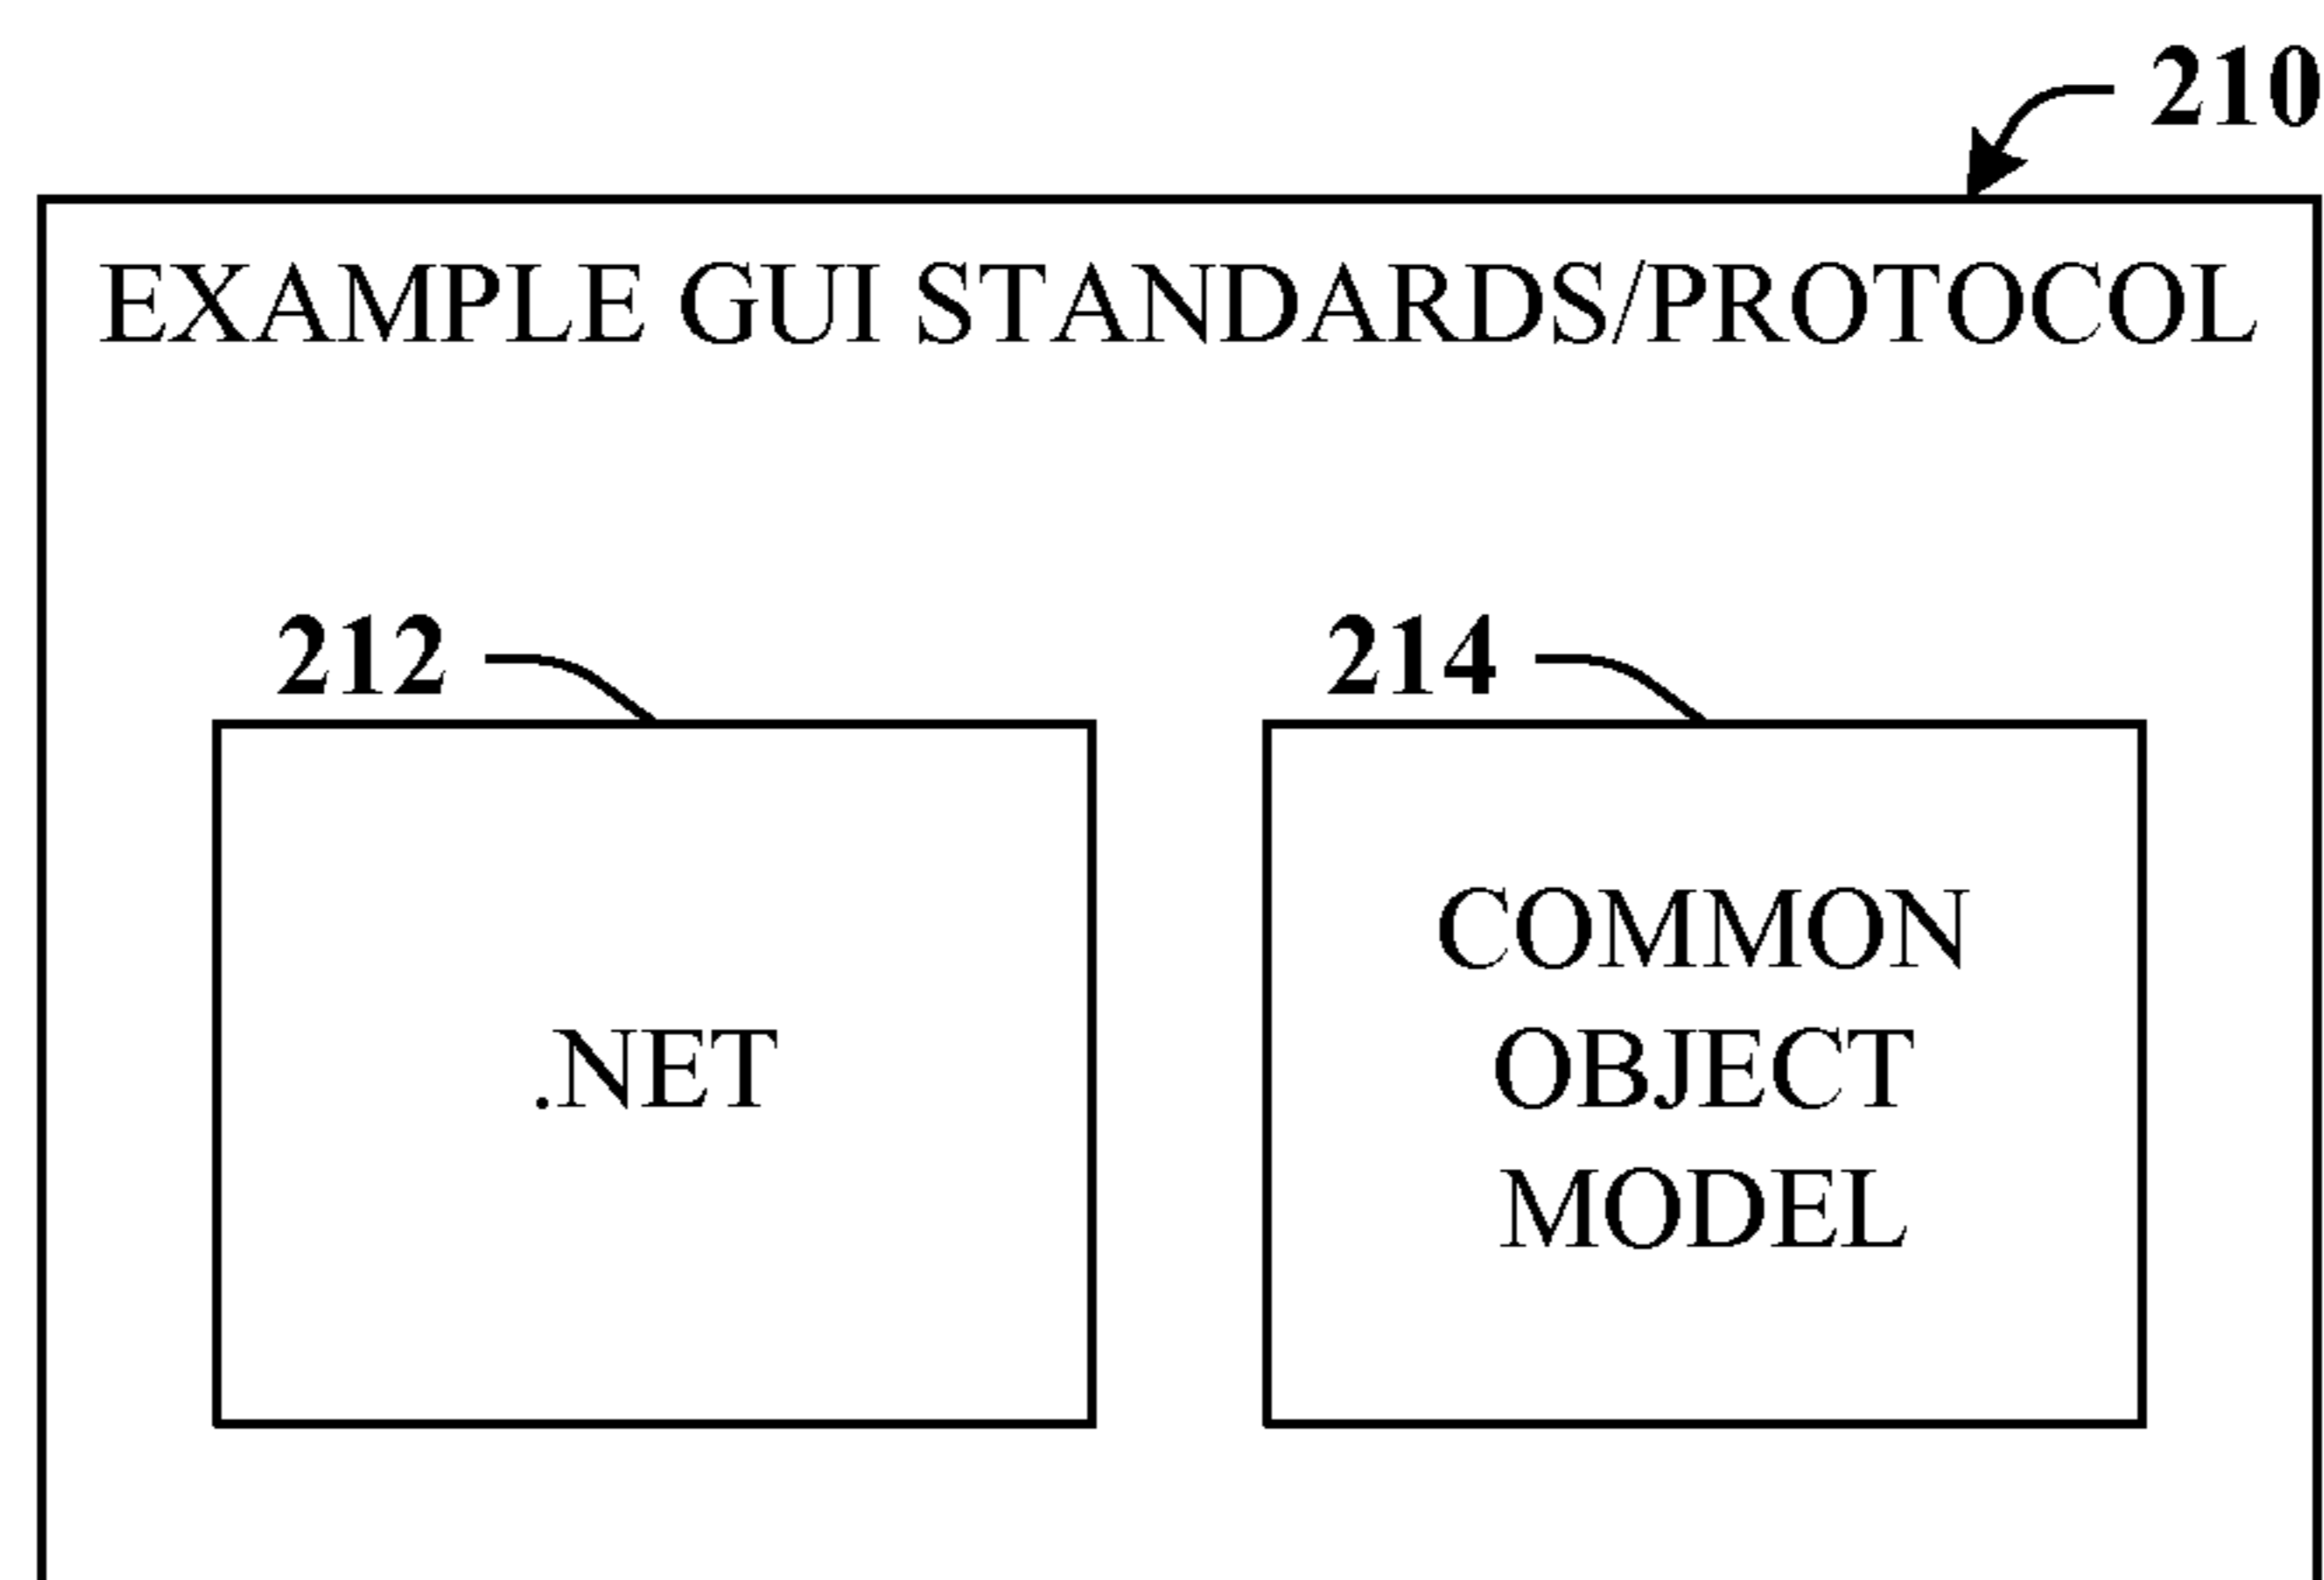 210
EXAMPLE GUI STANDARDS/PROTOCOL
212
214
.NET
COMMON
OBJECT
MODEL